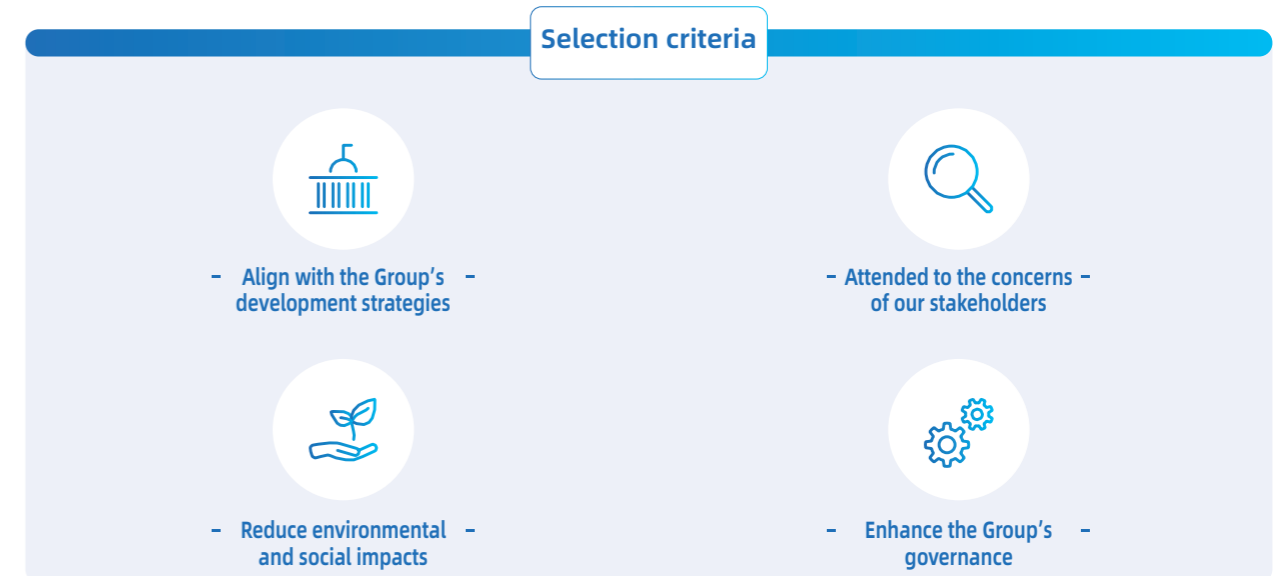 Selection criteria
- Align with the Group's -
development strategies
- Attended to the concerns -
of our stakeholders
- Reduce environmental -
and social impacts
- Enhance the Group's -
governance